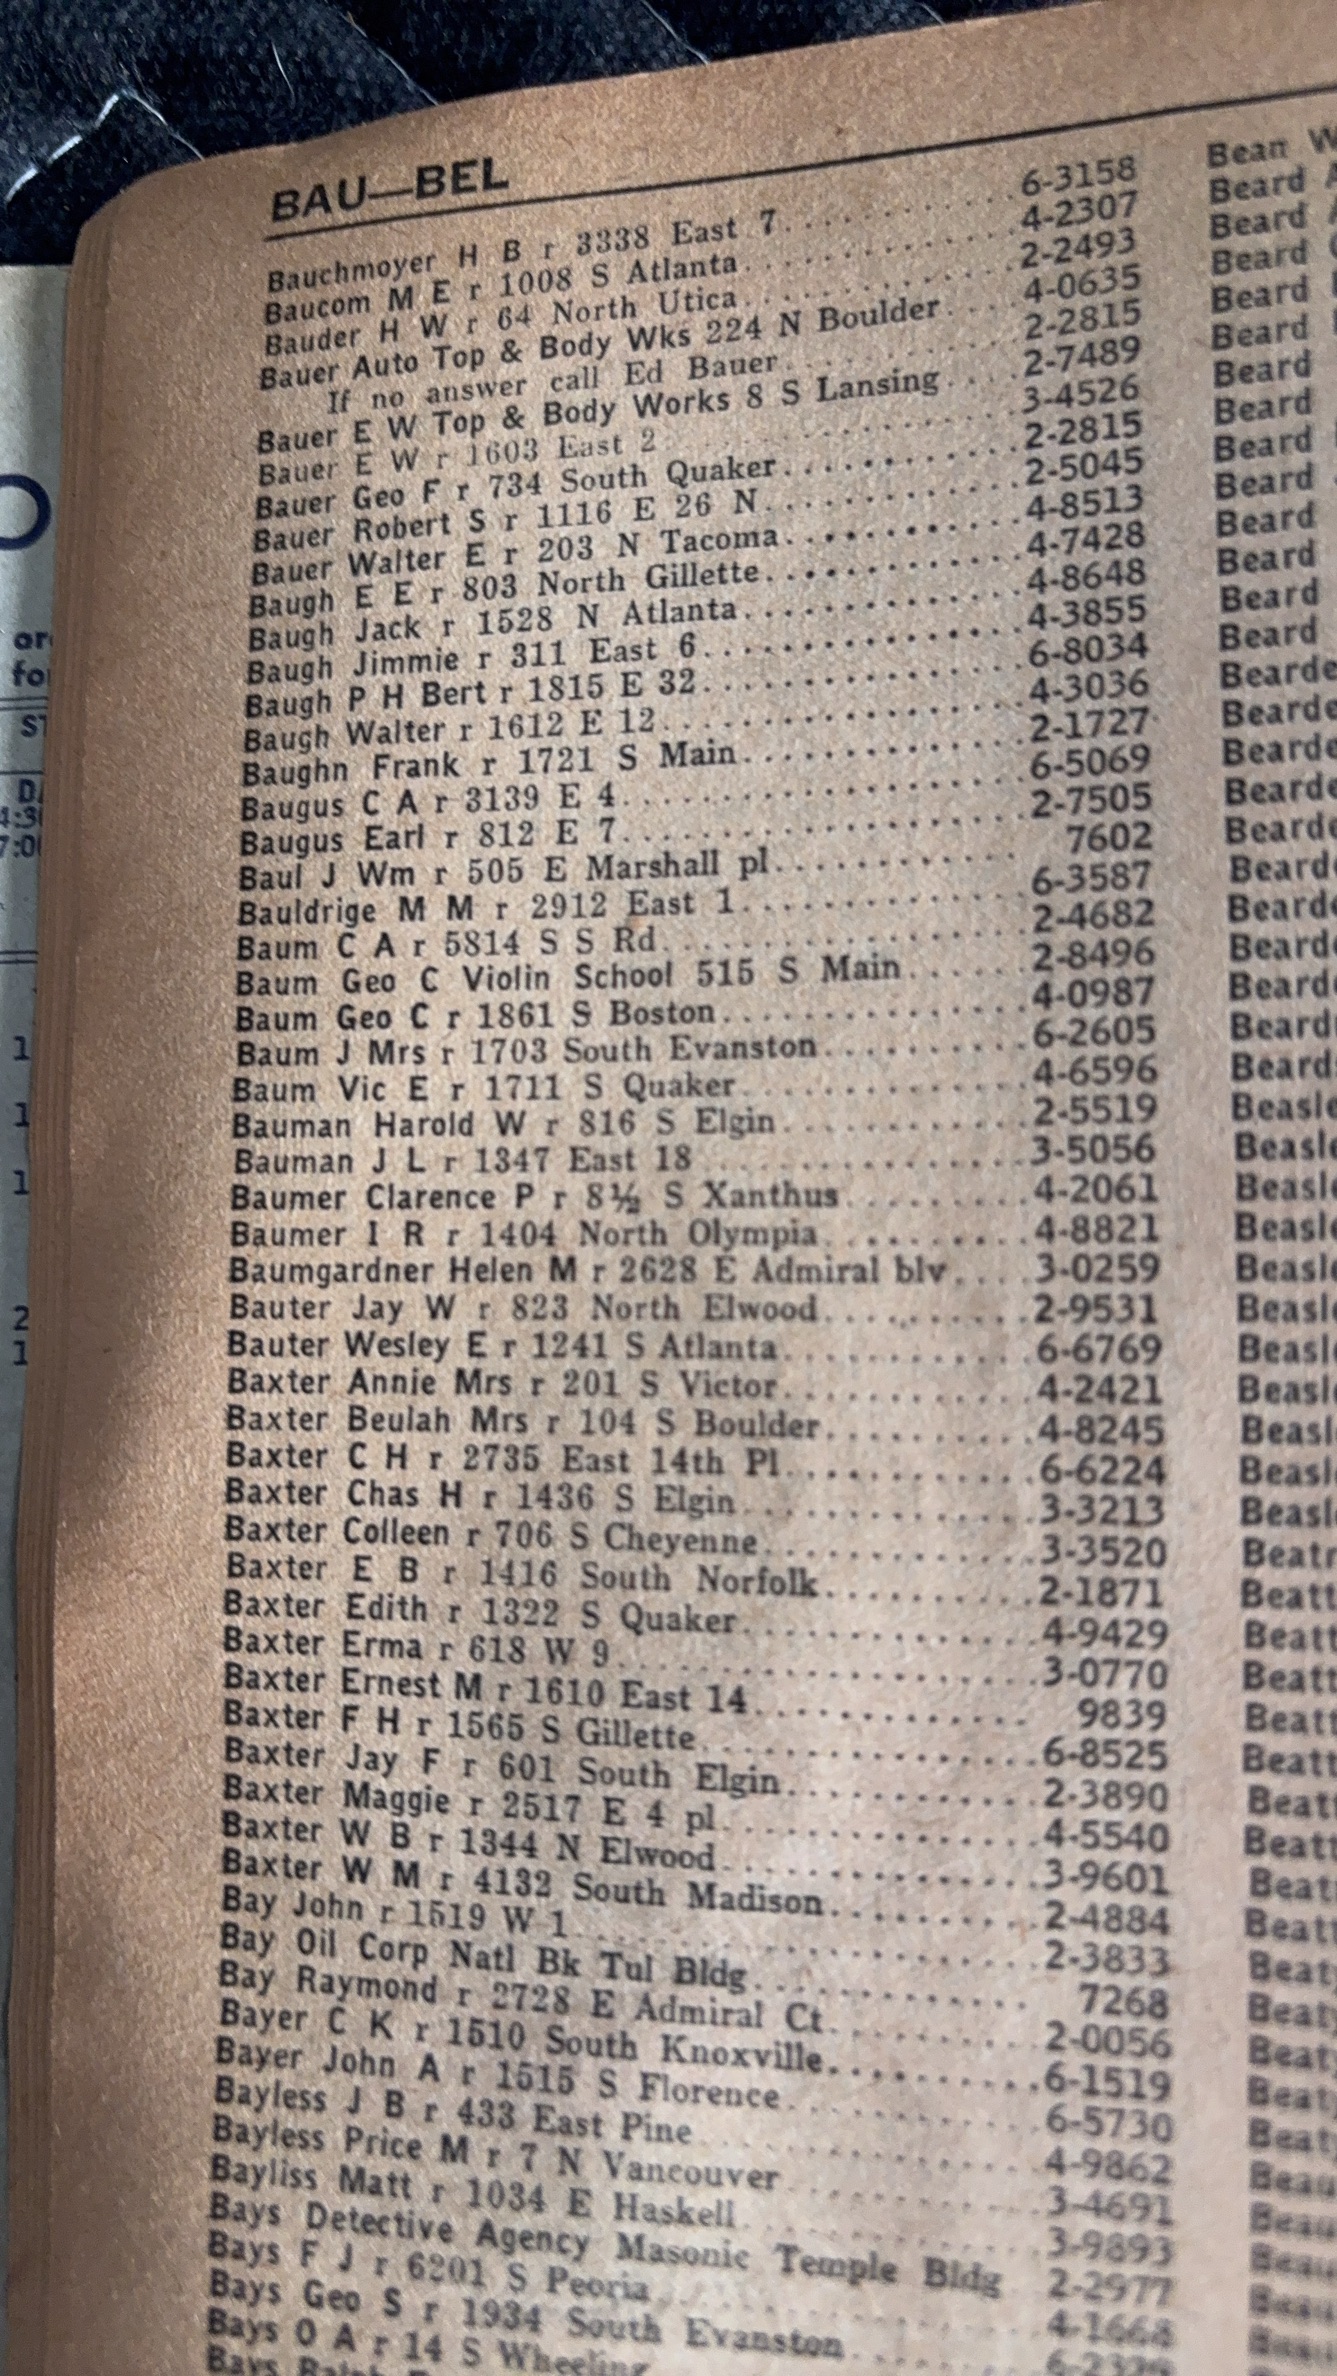 BAU—BEL
Bauchmoyer H B r 3338 East 7 6-3158
Baucom M E r 1008 S Atlanta 4-2307
Bauder H W r 64 North Utica 2-2493
Bauer Auto Top & Body Wks 224 N Boulder 4-0635
If no answer call Ed Bauer 2-2815
Bauer E W Top & Body Works 8 S Lansing 2-7489
Bauer E W r 1603 East 2 3-4526
Bauer Geo F r 734 South Quaker 2-2815
Bauer Robert S r 1116 E 26 N 2-5045
Bauer Walter E r 203 N Tacoma 4-8513
Baugh E E r 803 North Gillette 4-7428
Baugh Jack r 1528 N Atlanta 4-8648
Baugh Jimmie r 311 East 6 4-3855
Baugh P H Bert r 1815 E 32 6-8034
Baugh Walter r 1612 E 12 4-3036
Baughn Frank r 1721 S Main 2-1727
Baugus C A r 3139 E 4 6-5069
Baugus Earl r 812 E 7 2-7505
Baul J Wm r 505 E Marshall pl 7602
Bauldrige M M r 2912 East 1 6-3587
Baum C A r 5814 S S Rd 2-4682
Baum Geo C Violin School 515 S Main 2-8496
Baum Geo C r 1861 S Boston 4-0987
Baum J Mrs r 1703 South Evanston 6-2605
Baum Vic E r 1711 S Quaker 4-6596
Bauman Harold W r 816 S Elgin 2-5519
Bauman J L r 1347 East 18 3-5056
Baumer Clarence P r 8½ S Xanthus 4-2061
Baumer I R r 1404 North Olympia 4-8821
Baumgardner Helen M r 2628 E Admiral blv 3-0259
Bauter Jay W r 823 North Elwood 2-9531
Bauter Wesley E r 1241 S Atlanta 6-6769
Baxter Annie Mrs r 201 S Victor 4-2421
Baxter Beulah Mrs r 104 S Boulder 4-8245
Baxter C H r 2735 East 14th Pl 6-6224
Baxter Chas H r 1436 S Elgin 3-3213
Baxter Colleen r 706 S Cheyenne 3-3520
Baxter E B r 1416 South Norfolk 2-1871
Baxter Edith r 1322 S Quaker 4-9429
Baxter Erma r 618 W 9 3-0770
Baxter Ernest M r 1610 East 14 9839
Baxter F H r 1565 S Gillette 6-8525
Baxter Jay F r 601 South Elgin 2-3890
Baxter Maggie r 2517 E 4 pl 4-5540
Baxter W B r 1344 N Elwood 3-9601
Baxter W M r 4132 South Madison 2-4884
Bay John r 1519 W 1 2-3833
Bay Oil Corp Natl Bk Tul Bldg 7268
Bay Raymond r 2728 E Admiral Ct 2-0056
Bayer C K r 1510 South Knoxville 6-1519
Bayer John A r 1515 S Florence 6-5730
Bayless J B r 433 East Pine 4-9862
Bayless Price M r 7 N Vancouver 3-4691
Bayliss Matt r 1034 E Haskell 3-9893
Bays Detective Agency Masonic Temple Bldg 2-2977
Bays F J r 6201 S Peoria 4-1668
Bays Geo S r 1934 South Evanston
Bays O A r 14 S Wheeling
Bays Ralph
Bean
Beard
Beard
Beard
Beard
Beard
Beard
Beard
Beard
Beard
Beard
Beard
Beard
Beard